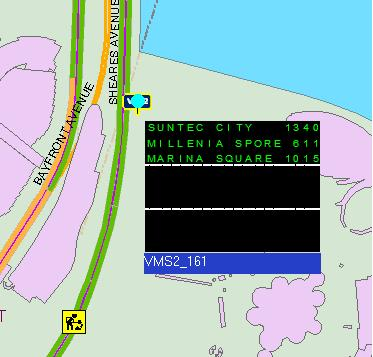 SHEARES AVENUE
BAYFRONT AVENUE
SUNTEC CITY 1340
MILLENIA SPORE 611
MARINA SQUARE 1015
VMS2_161
T